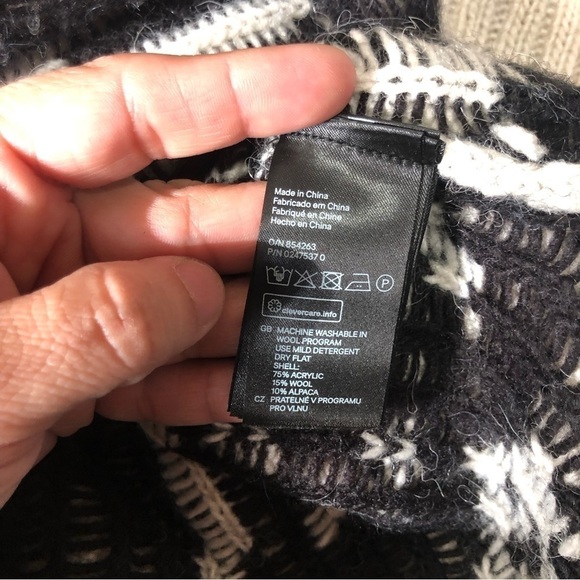 Made in China
Fabricado em China
Fabriqué en Chine
Hecho en China
O/N 854263
P/N 0247537 0
P
clevercare.info
GB MACHINE WASHABLE IN
WOOL PROGRAM
USE MILD DETERGENT
DRY FLAT
SHELL:
75% ACRYLIC
15% WOOL
10% ALPACA
CZ PRATELNÉ V PROGRAMU
PRO VLNU